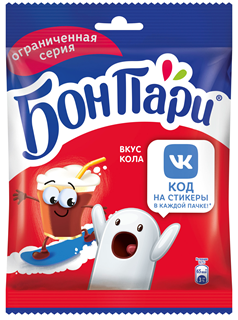 ограниченная
серия
БонПари®
ВКУС
КОЛА
VK
КОД
НА СТИКЕРЫ
В КАЖДОЙ ПАЧКЕ!*